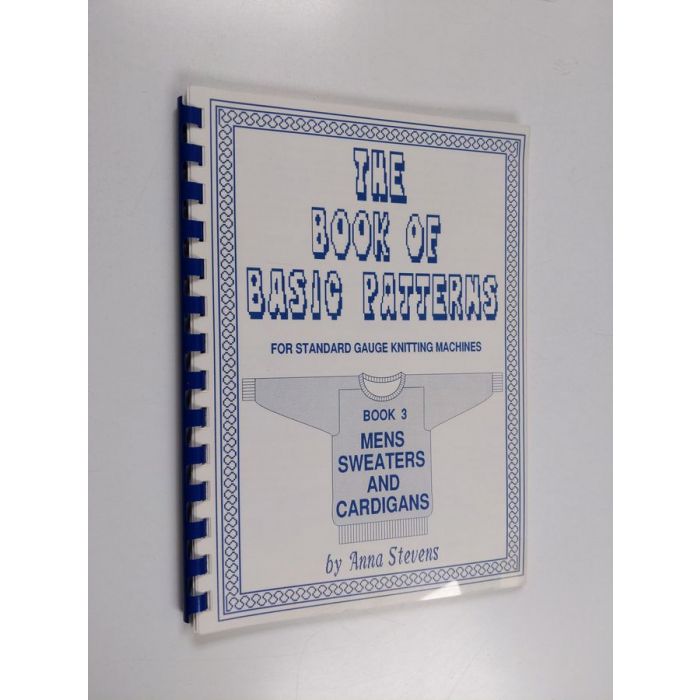 THE
BOOK OF
BASIC PATTERNS
FOR STANDARD GAUGE KNITTING MACHINES
BOOK 3
MENS
SWEATERS
AND
CARDIGANS
by Anna Stevens